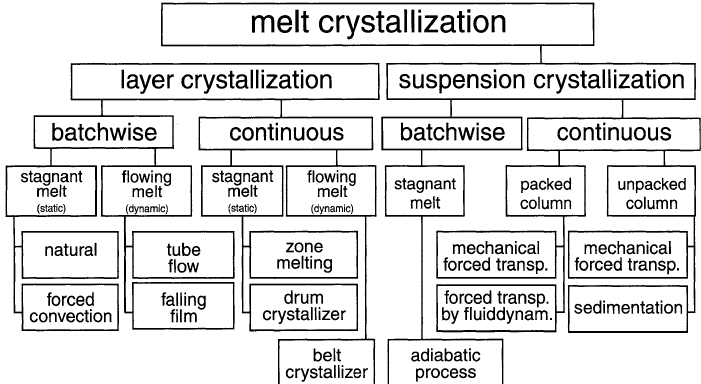 melt crystallization
layer crystallization
suspension crystallization
batchwise
continuous
batchwise
continuous
stagnant
melt
(static)
flowing
melt
(dynamic)
stagnant
melt
(static)
flowing
melt
(dynamic)
stagnant
melt
packed
column
unpacked
column
natural
tube
flow
zone
melting
mechanical
forced transp.
mechanical
forced transp.
forced
convection
falling
film
drum
crystallizer
forced transp.
by fluiddynam.
sedimentation
belt
crystallizer
adiabatic
process